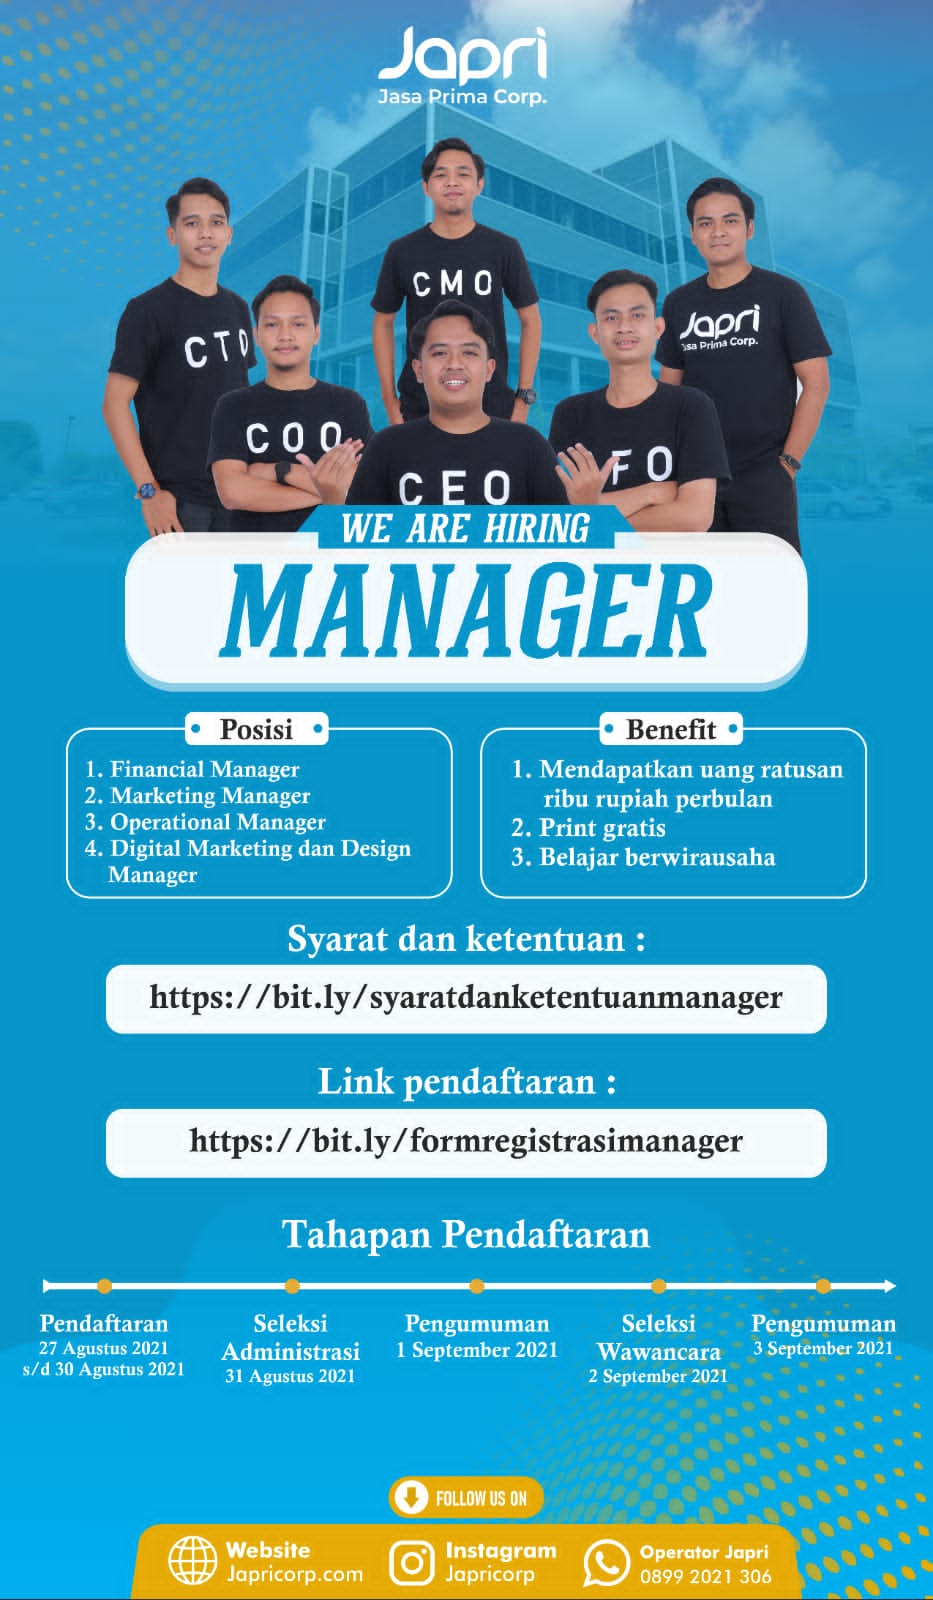 Japri
Jasa Prima Corp.
CMO
CTO
Japri
Jasa Prima Corp.
COO
FO
CEO
WE ARE HIRING
MANAGER
Posisi
1. Financial Manager
2. Marketing Manager
3. Operational Manager
4. Digital Marketing dan Design
Manager
Benefit
1. Mendapatkan uang ratusan
ribu rupiah perbulan
2. Print gratis
3. Belajar berwirausaha
Syarat dan ketentuan :
https://bit.ly/syaratdanketentuanmanager
Link pendaftaran :
https://bit.ly/formregistrasimanager
Tahapan Pendaftaran
Pendaftaran
27 Agustus 2021
s/d 30 Agustus 2021
Seleksi
Administrasi
31 Agustus 2021
Pengumuman
1 September 2021
Seleksi
Wawancara
2 September 2021
Pengumuman
3 September 2021
FOLLOW US ON
Website
Japricorp.com
Instagram
Japricorp
Operator Japri
0899 2021 306